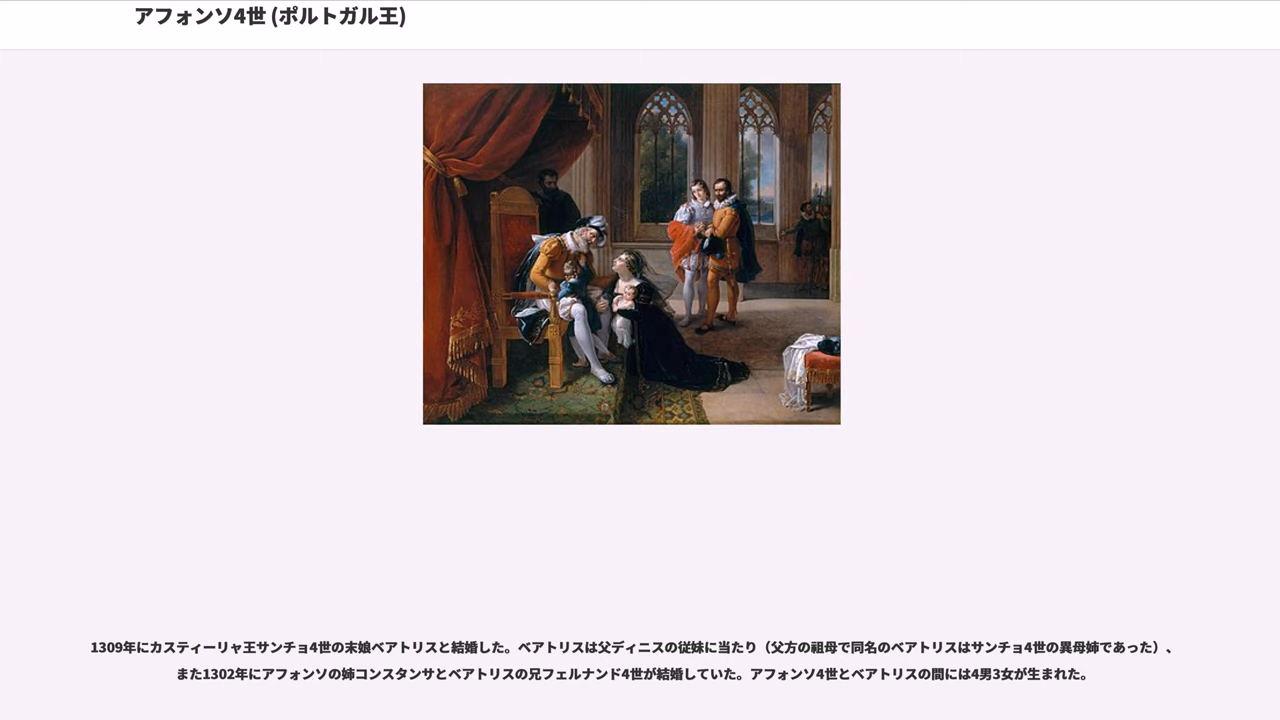 アフォンソ4世 (ポルトガル王)
1309年にカスティーリャ王サンチョ4世の末娘ベアトリスと結婚した。ベアトリスは父ディニスの従妹に当たり（父方の祖母で同名のベアトリスはサンチョ4世の異母姉であった）、
また1302年にアフォンソの姉コンスタンサとベアトリスの兄フェルナンド4世が結婚していた。アフォンソ4世とベアトリスの間には4男3女が生まれた。